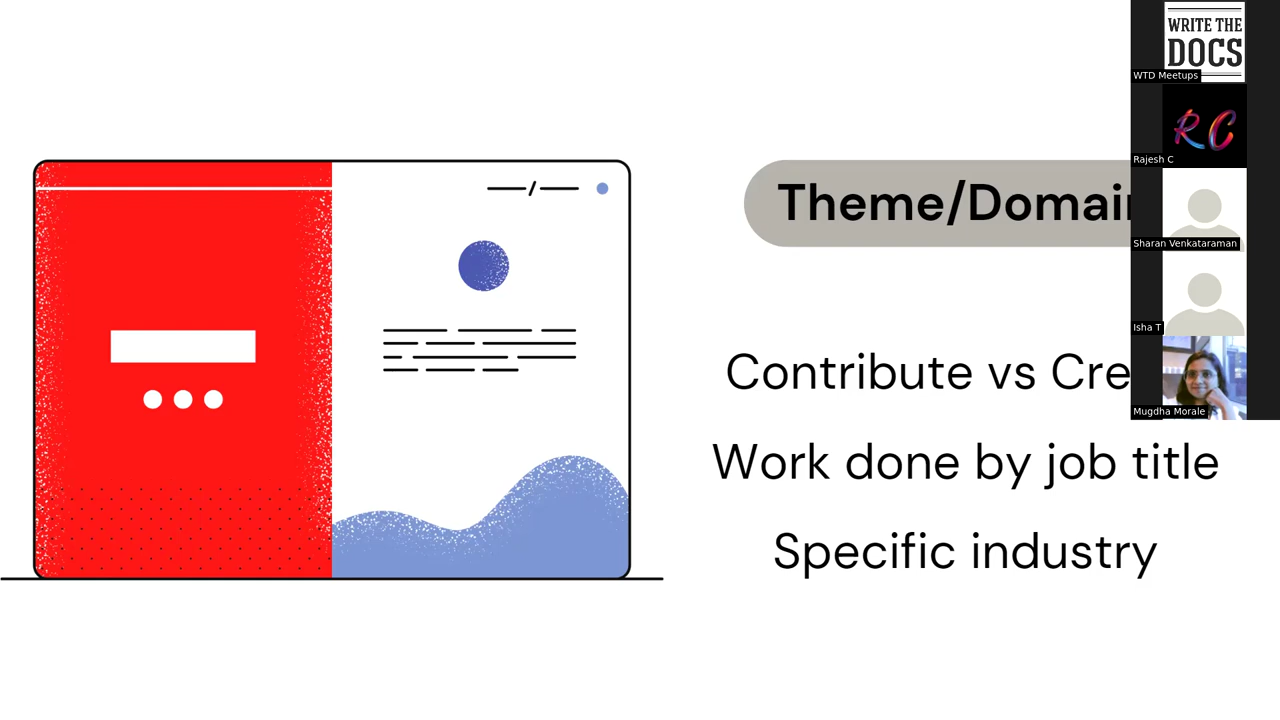 WRITE THE
DOCS
WTD Meetups
RC
Rajesh C
Theme/Domain
Sharan Venkataraman
Isha T
Contribute vs Cre
Mugdha Morale
Work done by job title
Specific industry